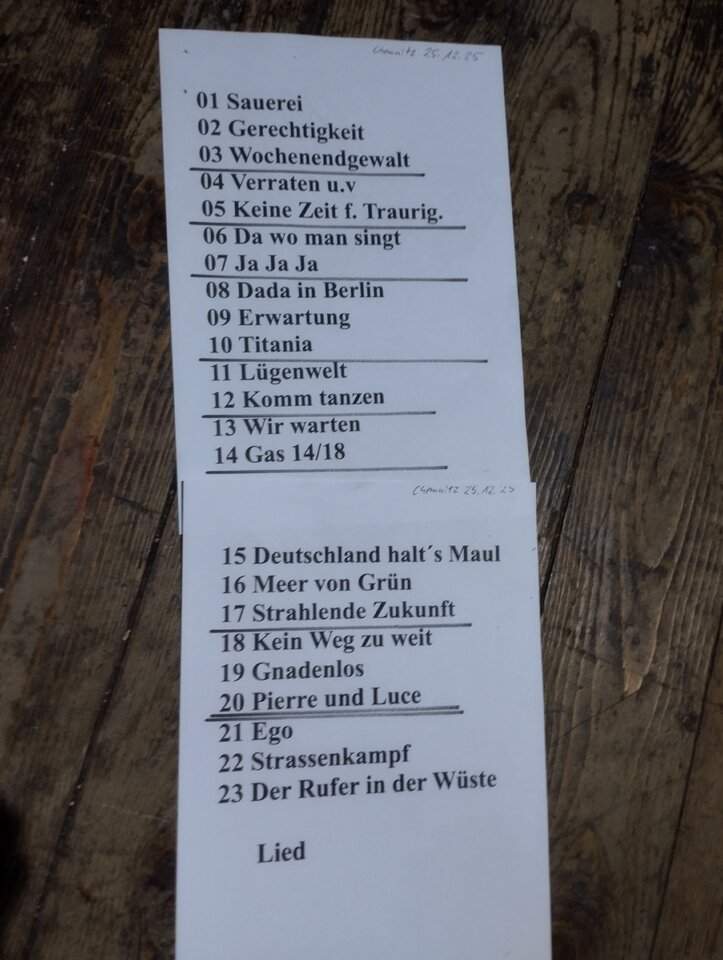 Chemnitz 25.12.25
01 Sauerei
02 Gerechtigkeit
03 Wochenendgewalt
04 Verraten u.v
05 Keine Zeit f. Traurig.
06 Da wo man singt
07 Ja Ja Ja
08 Dada in Berlin
09 Erwartung
10 Titania
11 Lügenwelt
12 Komm tanzen
13 Wir warten
14 Gas 14/18
Chemnitz 25.12.25
15 Deutschland halt´s Maul
16 Meer von Grün
17 Strahlende Zukunft
18 Kein Weg zu weit
19 Gnadenlos
20 Pierre und Luce
21 Ego
22 Strassenkampf
23 Der Rufer in der Wüste
Lied